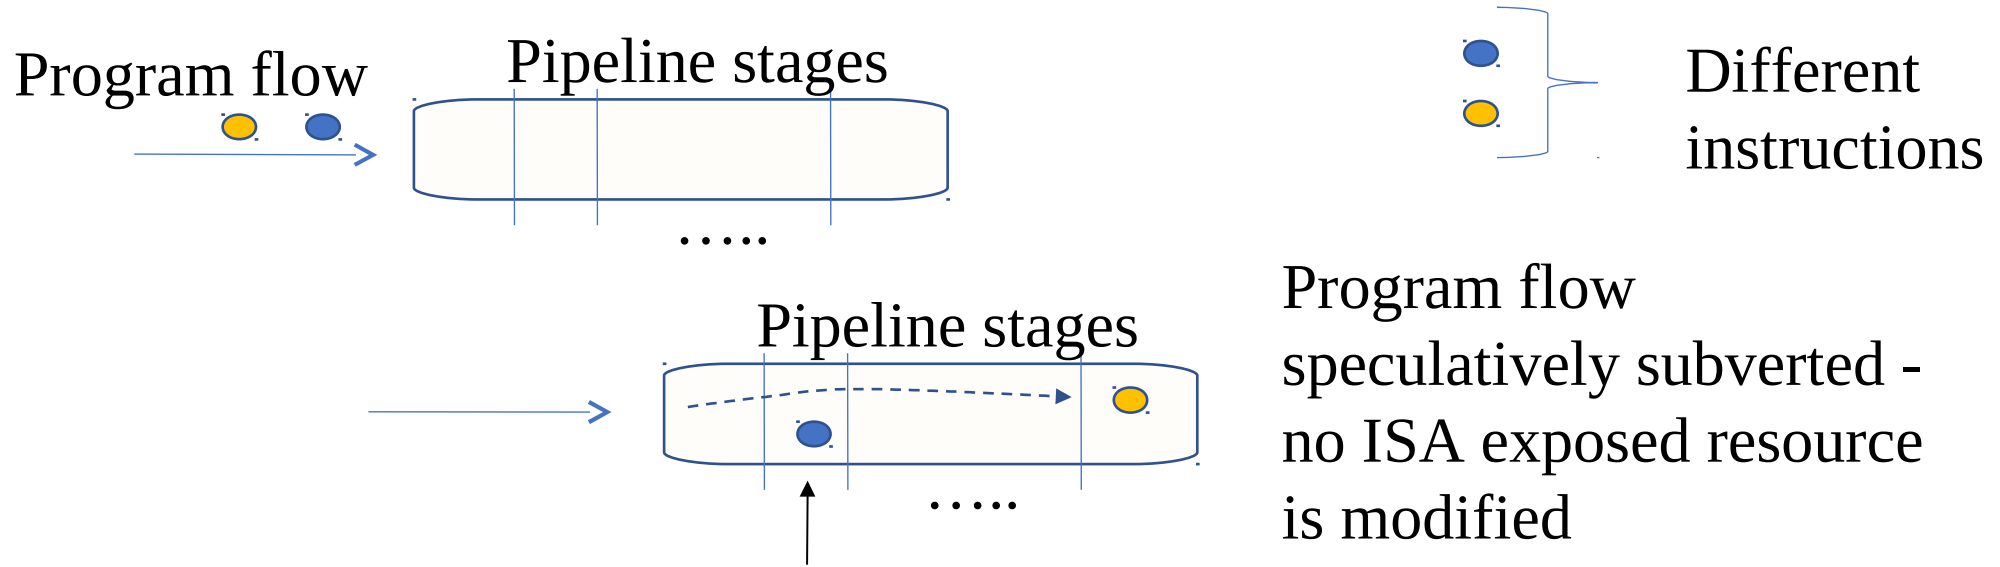 Program flow
Pipeline stages
…..
Different
instructions
Pipeline stages
…..
Program flow
speculatively subverted -
no ISA exposed resource
is modified